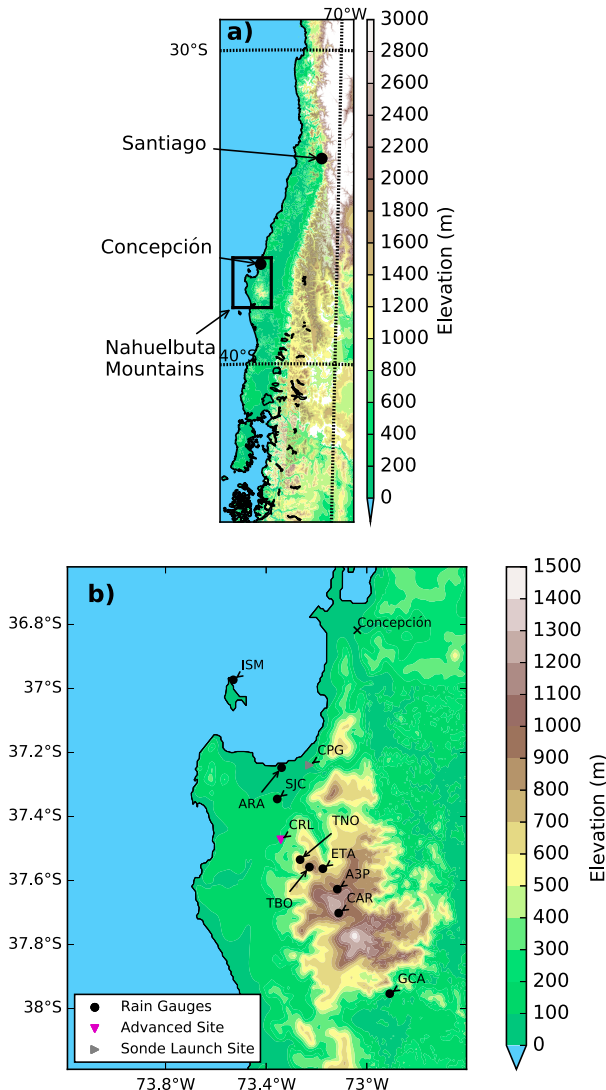 70°W
a)
30°S
Santiago
Concepción
Nahuelbuta
Mountains
40°S
3000
2800
2600
2400
2200
2000
1800
1600
1400
1200
1000
800
600
400
200
0
Elevation (m)
b)
36.8°S
37°S
37.2°S
37.4°S
37.6°S
37.8°S
38°S
Concepción
ISM
CPG
ARA
SJC
CRL
TNO
ETA
TBO
A3P
CAR
GCA
Rain Gauges
Advanced Site
Sonde Launch Site
73.8°W
73.4°W
73°W
1500
1400
1300
1200
1100
1000
900
800
700
600
500
400
300
200
100
0
Elevation (m)